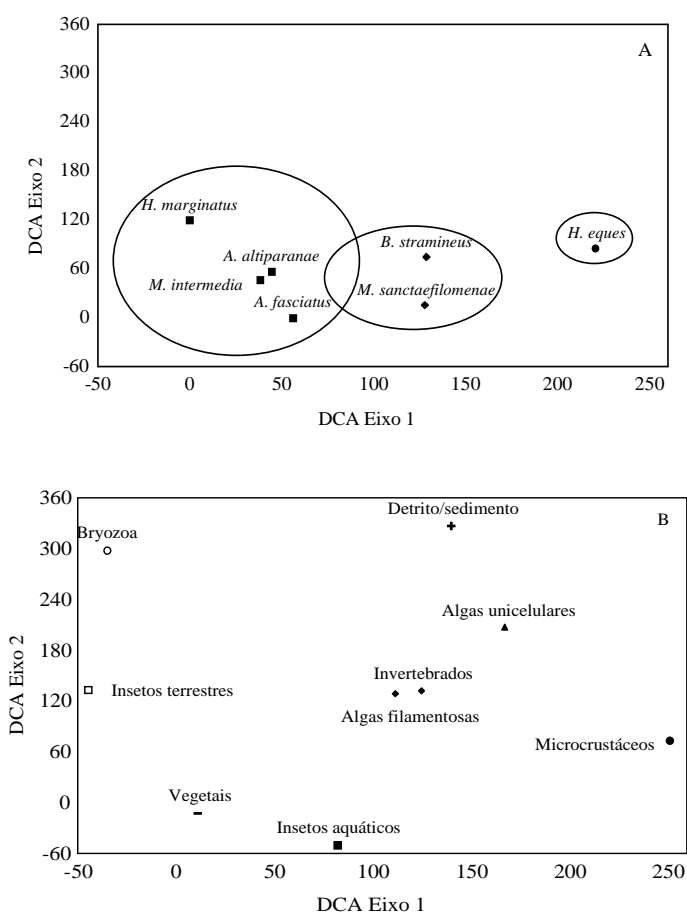 360
A
300
240
180
120
60
0
-60
DCA Eixo 2
H. marginatus
B. stramineus
H. eques
A. altiparanae
M. intermedia
M. sanctaefilomenae
A. fasciatus
-50 0 50 100 150 200 250
DCA Eixo 1
360
Detrito/sedimento
B
Bryozoa
300
240
Algas unicelulares
180
Invertebrados
Insetos terrestres
120
Algas filamentosas
60
Microcrustáceos
Vegetais
0
Insetos aquáticos
-60
DCA Eixo 2
-50 0 50 100 150 200 250
DCA Eixo 1